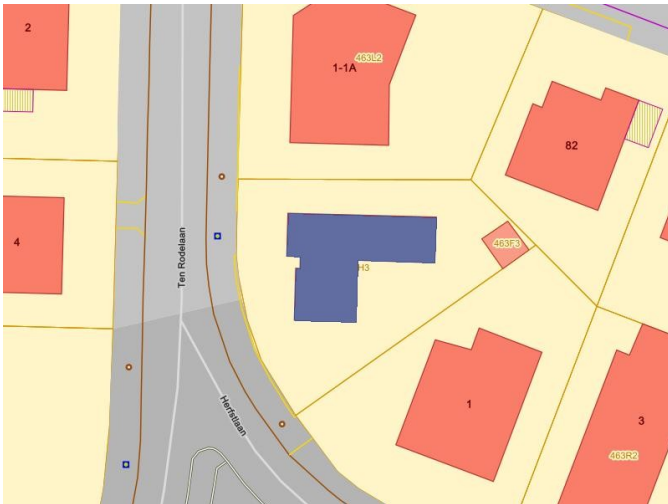 2
463L2
1-1A
82
4
Ten Rodelaan
463F3
H3
Herfstlaan
1
3
463R2